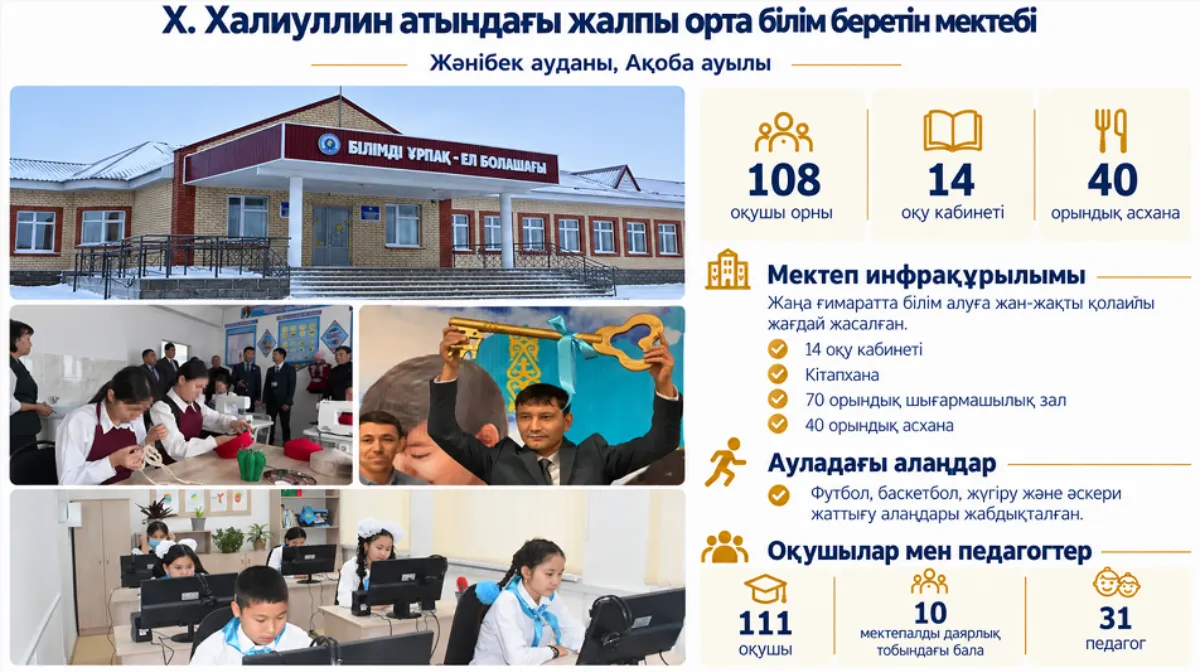 Х. Халиуллин атындағы жалпы орта білім беретін мектебі
Жәнібек ауданы, Ақоба ауылы
БІЛІМДІ ҰРПАҚ - ЕЛ БОЛАШАҒЫ
108
оқушы орны
14
оқу кабинеті
40
орындық асхана
Мектеп инфрақұрылымы
Жаңа ғимаратта білім алуға жан-жақты қолайлы
жағдай жасалған.
14 оқу кабинеті
Кітапхана
70 орындық шығармашылық зал
40 орындық асхана
Ауладағы алаңдар
Футбол, баскетбол, жүгіру және әскери
жаттығу алаңдары жабдықталған.
Оқушылар мен педагогтер
111
оқушы
10
мектепалды даярлық
тобындағы бала
31
педагог